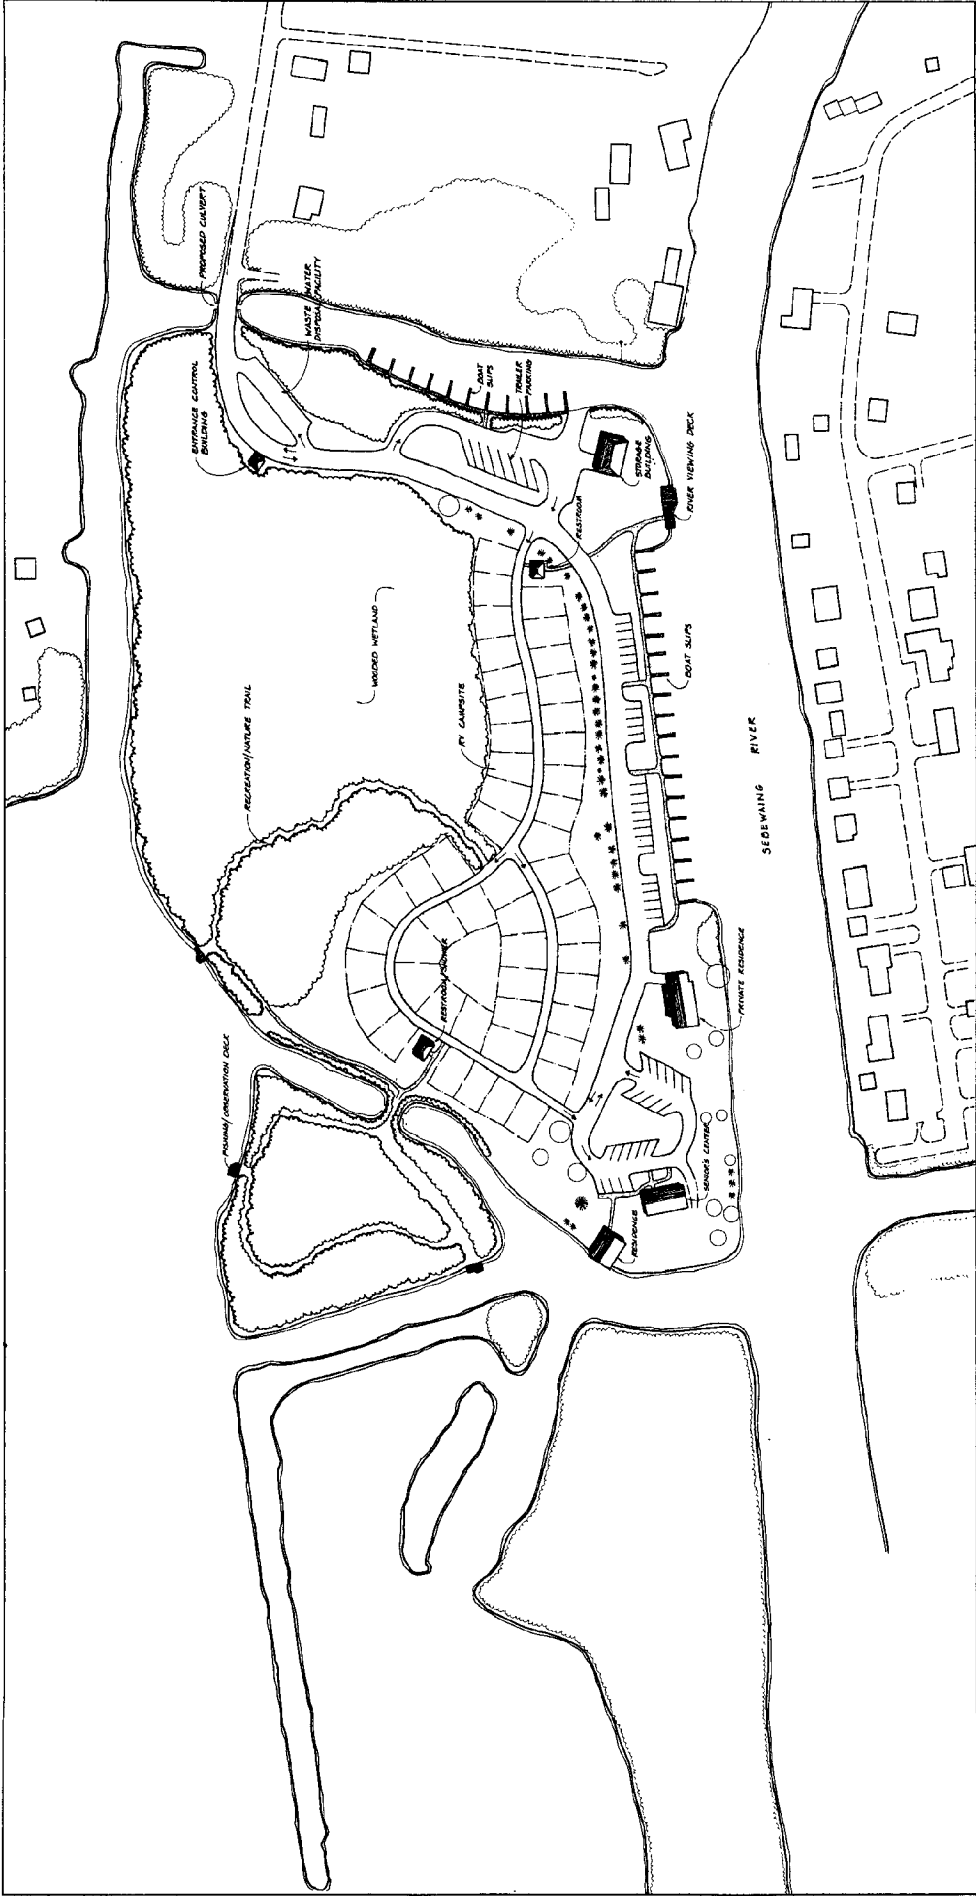 PROPOSED CULVERT
WASTE WATER
DISPOSAL FACILITY
ENTRANCE CONTROL
BUILDING
BOAT
SLIPS
TRAILER
PARKING
STORAGE
BUILDING
RIVER VIEWING DECK
RESTROOM
WOODED WETLAND
RECREATION/NATURE TRAIL
RV CAMPSITE
BOAT SLIPS
SEBEWAING RIVER
RESTROOM/SHOWER
PRIVATE RESIDENCE
FISHING/OBSERVATION DECK
SENIOR'S CENTER
RESIDENCE